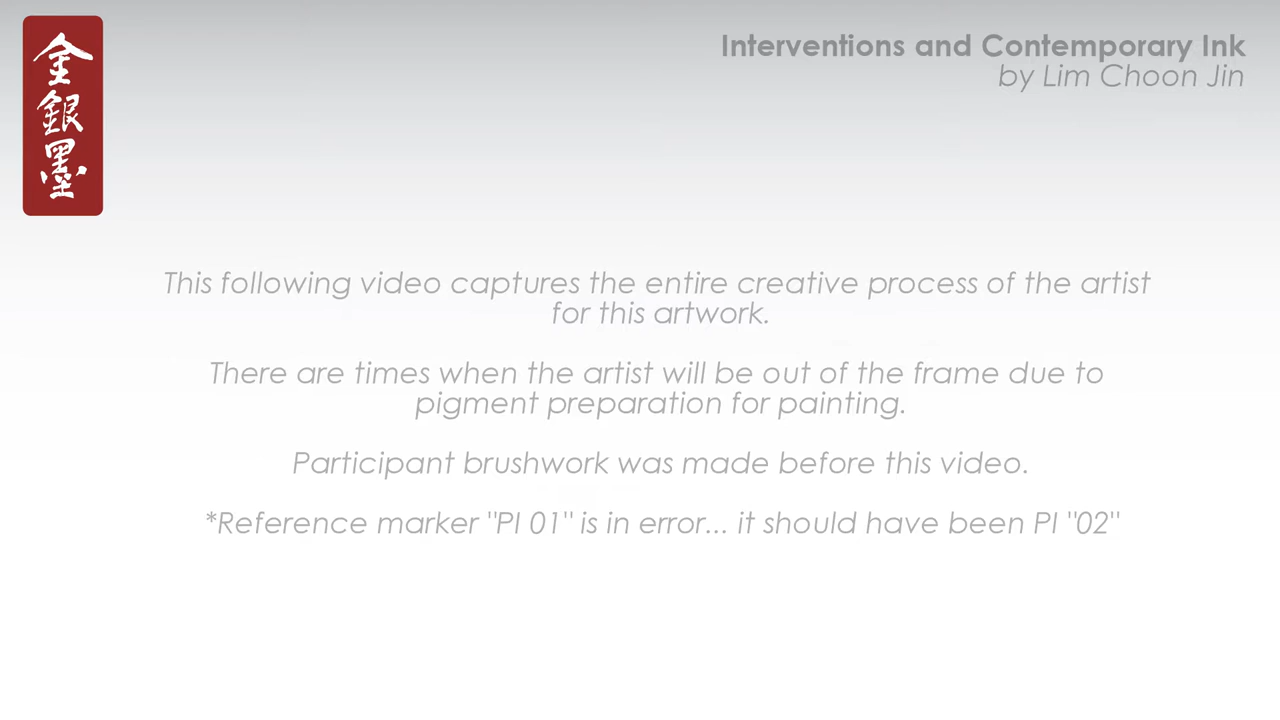 金銀墨
Interventions and Contemporary Ink
by Lim Choon Jin
This following video captures the entire creative process of the artist
for this artwork.
There are times when the artist will be out of the frame due to
pigment preparation for painting.
Participant brushwork was made before this video.
*Reference marker "PI 01" is in error... it should have been PI "02"